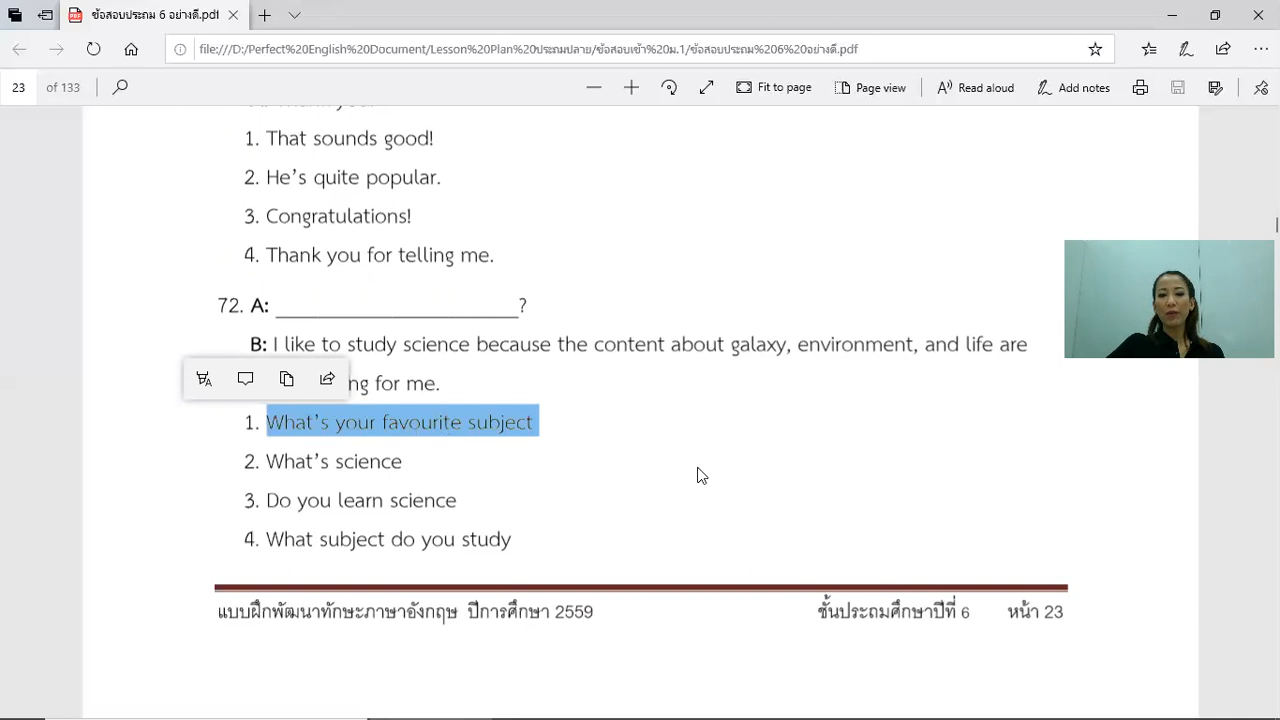 ข้อสอบประถม 6 อย่างดี.pdf
file:///D:/Perfect%20English%20Document/Lesson%20Plan%20ประถมปลาย/ข้อสอบเข้า%20ม.1/ข้อสอบประถม%206%20อย่างดี.pdf
23 of 133
Fit to page
Page view
Read aloud
Add notes
1. That sounds good!
2. He's quite popular.
3. Congratulations!
4. Thank you for telling me.
72. A: ______________________?
B: I like to study science because the content about galaxy, environment, and life are
ng for me.
1. What's your favourite subject
2. What's science
3. Do you learn science
4. What subject do you study
แบบฝึกพัฒนาทักษะภาษาอังกฤษ ปีการศึกษา 2559 ชั้นประถมศึกษาปีที่ 6 หน้า 23